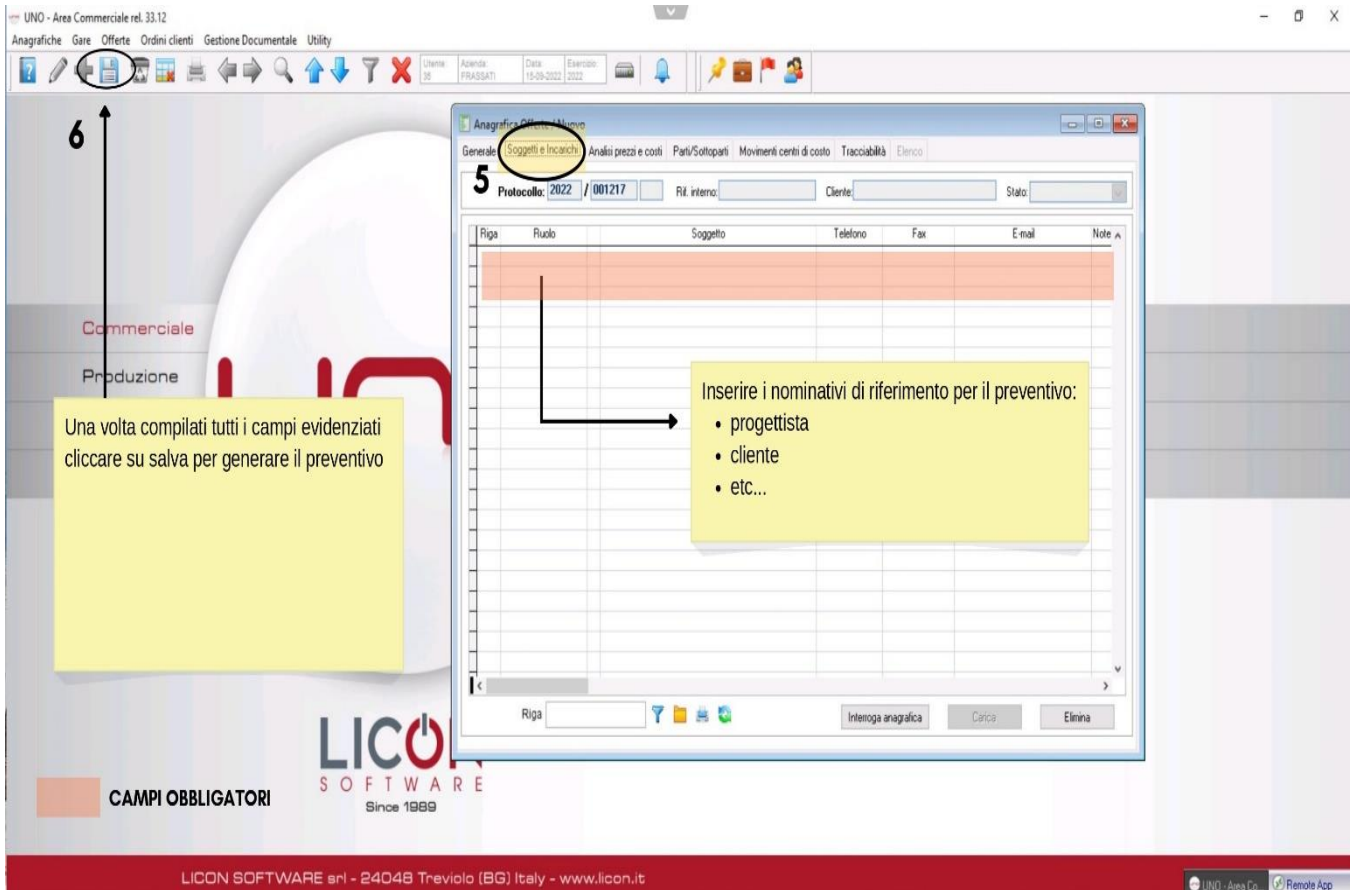 UNO - Area Commerciale rel. 33.12
Anagrafiche Gare Offerte Ordini clienti Gestione Documentale Utility
Utente: Azienda: Data: Esercizio:
36 FRASSATI 15-09-2022 2022
6
Anagrafica Offerte / Nuovo
Generale Soggetti e Incarichi Analisi prezzi e costi Parti/Sottoparti Movimenti centri di costo Tracciabilità Elenco
5
Protocollo: 2022 / 001217 Rif. interno: Cliente: Stato:
Riga Ruolo Soggetto Telefono Fax E-mail Note
Commerciale
Produzione
Una volta compilati tutti i campi evidenziati
cliccare su salva per generare il preventivo
Inserire i nominativi di riferimento per il preventivo:
• progettista
• cliente
• etc...
Riga Interroga anagrafica Carica Elimina
LICON
SOFTWARE
Since 1989
CAMPI OBBLIGATORI
LICON SOFTWARE srl - 24048 Treviolo (BG) Italy - www.licon.it
UNO - Area Co... Remote App